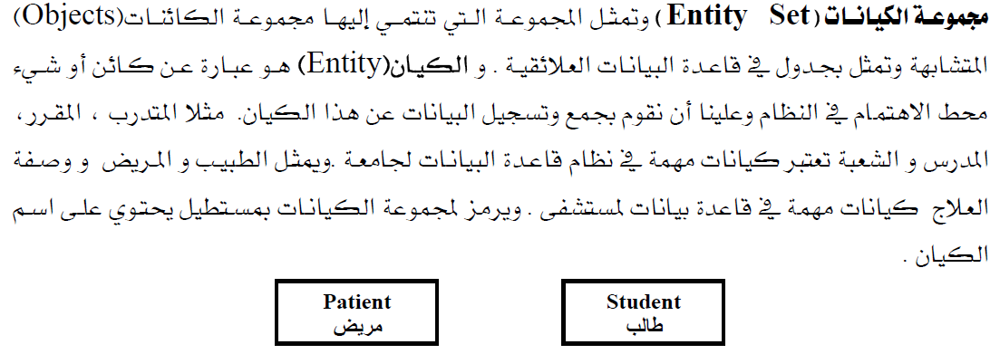 مجموعة الكيانات (Entity Set) وتمثل المجموعة التي تنتمي إليها مجموعة الكائنات(Objects)
المتشابهة وتمثل بجدول في قاعدة البيانات العلائقية . و الكيان(Entity) هو عبارة عن كائن أو شيء
محط الاهتمام في النظام وعلينا أن نقوم بجمع وتسجيل البيانات عن هذا الكيان. مثلا المتدرب ، المقرر،
المدرس و الشعبة تعتبر كيانات مهمة في نظام قاعدة البيانات لجامعة .ويمثل الطبيب و المريض و وصفة
العلاج كيانات مهمة في قاعدة بيانات لمستشفى . ويرمز لمجموعة الكيانات بمستطيل يحتوي على اسم
الكيان .
Student
طالب
Patient
مريض